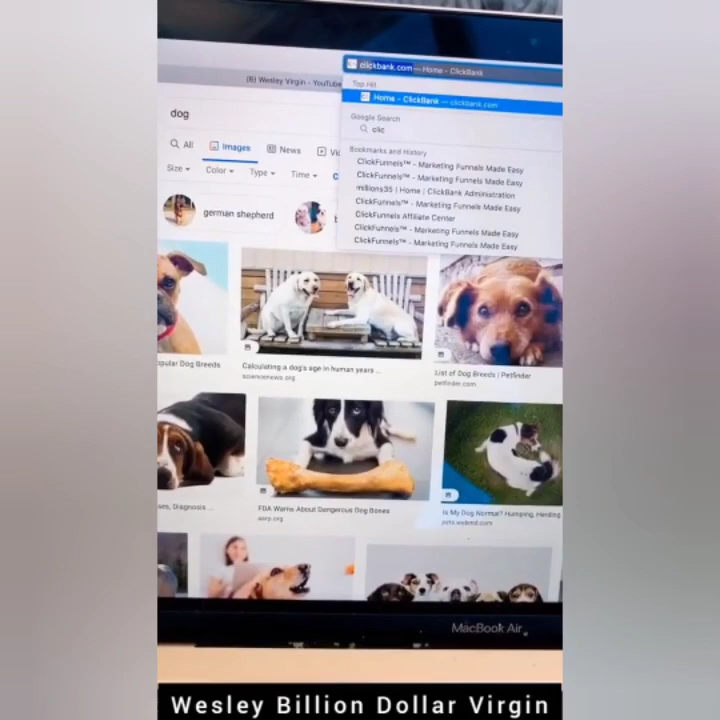 clickbank.com — Home - ClickBank
(6) Wesley Virgin - YouTube
Top Hit
Home - ClickBank — clickbank.com
dog
Google Search
clic
All
Images
News
Bookmarks and History
ClickFunnels™ - Marketing Funnels Made Easy
Size
Color
Type
Time
ClickFunnels™ - Marketing Funnels Made Easy
millions35 | Home | ClickBank Administration
ClickFunnels™ - Marketing Funnels Made Easy
german shepherd
ClickFunnels Affiliate Center
ClickFunnels™ - Marketing Funnels Made Easy
ClickFunnels™ - Marketing Funnels Made Easy
opular Dog Breeds
Calculating a dog's age in human years ...
sciencenews.org
List of Dog Breeds | Petfinder
petfinder.com
ses, Diagnosis ...
FDA Warns About Dangerous Dog Bones
aarp.org
Is My Dog Normal? Humping, Herding
pets.webmd.com
MacBook Air
Wesley Billion Dollar Virgin